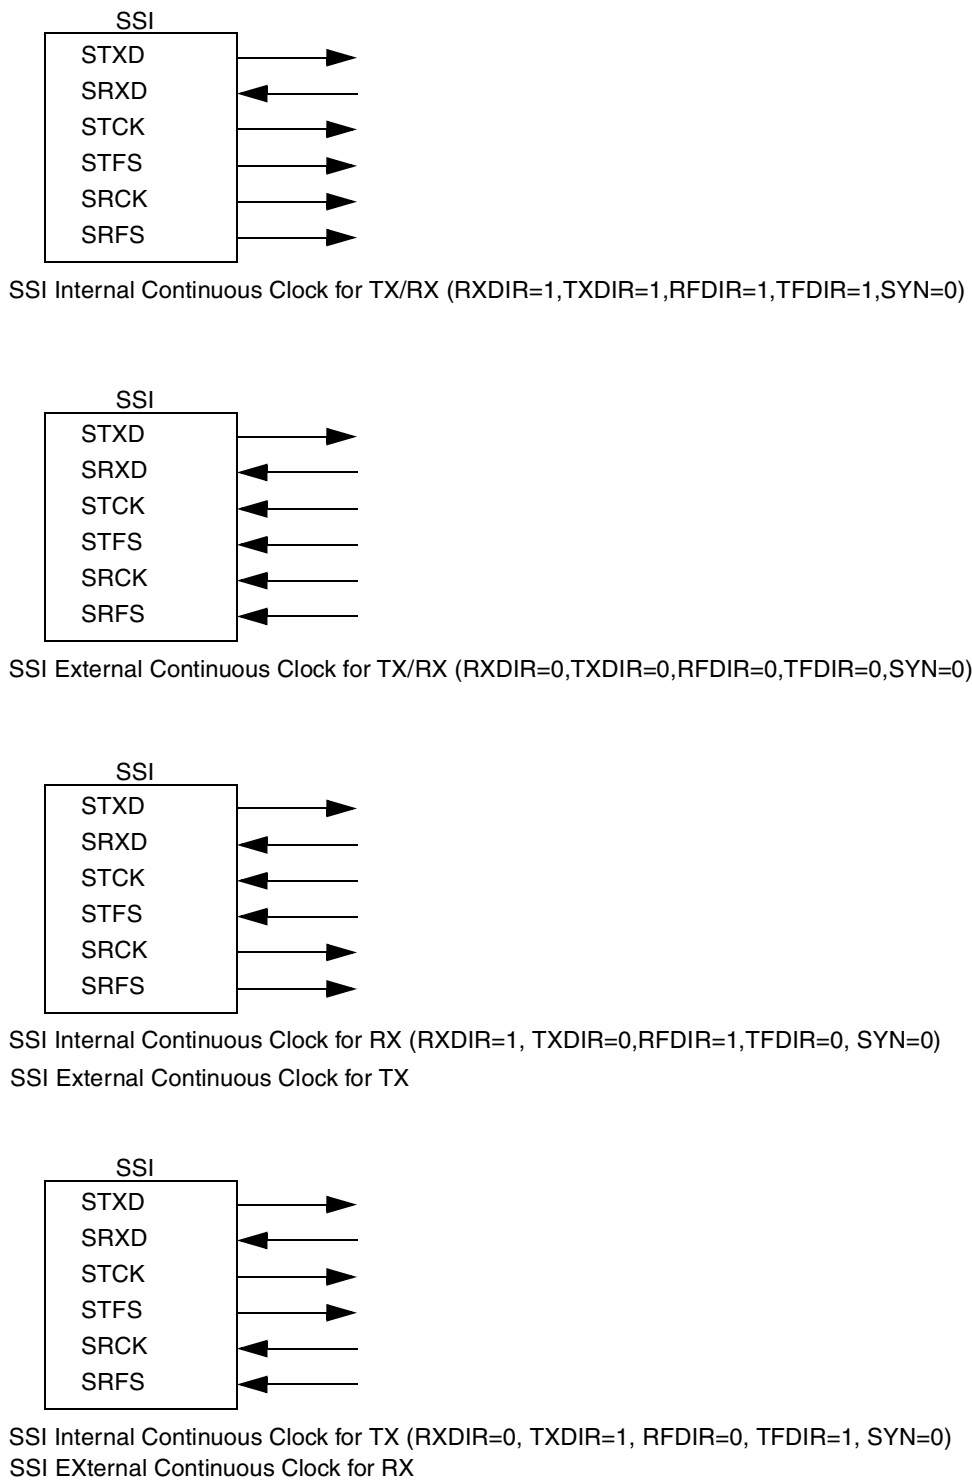 SSI
STXD
SRXD
STCK
STFS
SRCK
SRFS
SSI Internal Continuous Clock for TX/RX (RXDIR=1,TXDIR=1,RFDIR=1,TFDIR=1,SYN=0)
SSI
STXD
SRXD
STCK
STFS
SRCK
SRFS
SSI External Continuous Clock for TX/RX (RXDIR=0,TXDIR=0,RFDIR=0,TFDIR=0,SYN=0)
SSI
STXD
SRXD
STCK
STFS
SRCK
SRFS
SSI Internal Continuous Clock for RX (RXDIR=1, TXDIR=0,RFDIR=1,TFDIR=0, SYN=0)
SSI External Continuous Clock for TX
SSI
STXD
SRXD
STCK
STFS
SRCK
SRFS
SSI Internal Continuous Clock for TX (RXDIR=0, TXDIR=1, RFDIR=0, TFDIR=1, SYN=0)
SSI EXternal Continuous Clock for RX